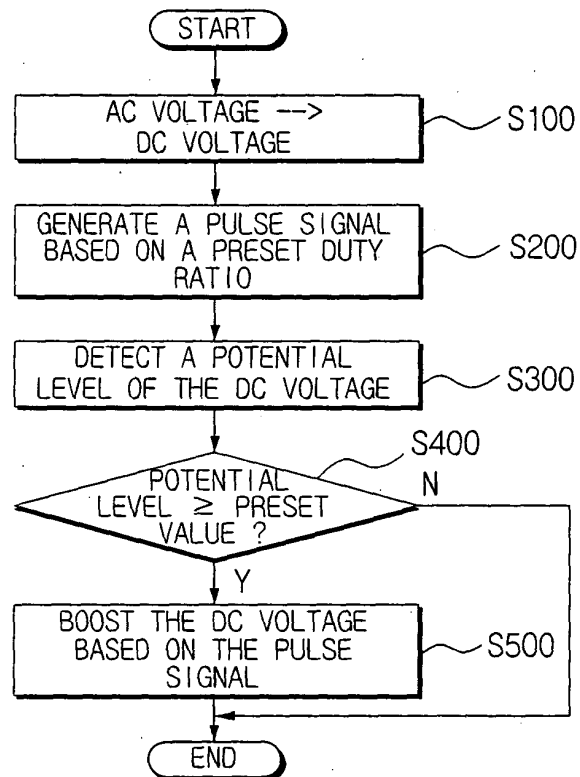 START
AC VOLTAGE -->
DC VOLTAGE
S100
GENERATE A PULSE SIGNAL
BASED ON A PRESET DUTY
RATIO
S200
DETECT A POTENTIAL
LEVEL OF THE DC VOLTAGE
S300
S400
POTENTIAL
LEVEL ≥ PRESET
VALUE ?
N
Y
BOOST THE DC VOLTAGE
BASED ON THE PULSE
SIGNAL
S500
END